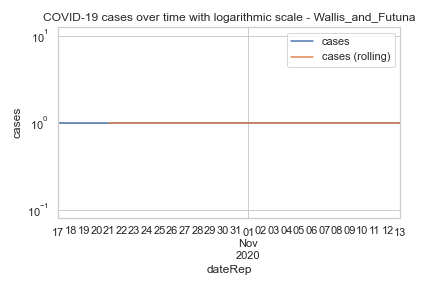 COVID-19 cases over time with logarithmic scale - Wallis_and_Futuna
cases
cases (rolling)
10¹
10⁰
10⁻¹
cases
17 18 19 20 21 22 23 24 25 26 27 28 29 30 31 01 02 03 04 05 06 07 08 09 10 11 12 13
Nov
2020
dateRep